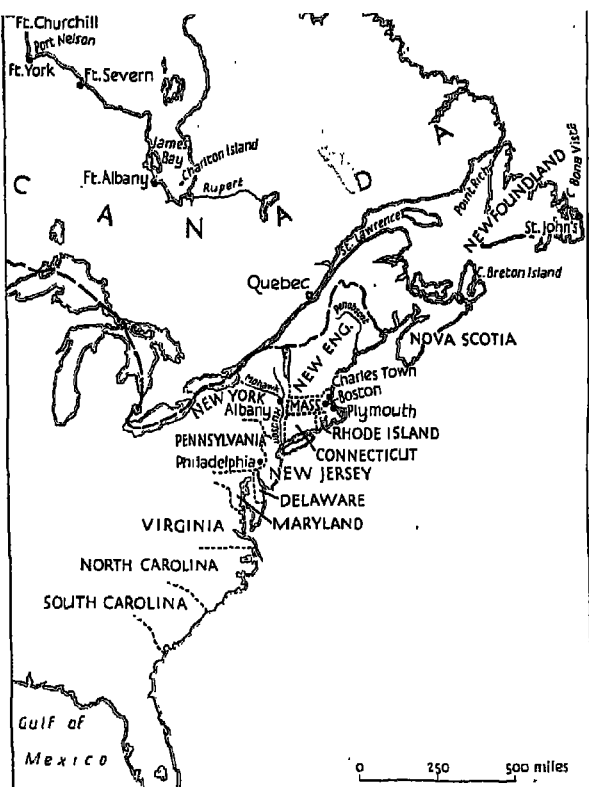 Ft. Churchill
Port Nelson
Ft. York
Ft. Severn
James Bay
Charlton Island
Ft. Albany
Rupert
C A N A D A
Point Rich
NEWFOUNDLAND
C. Bona Vista
St. John's
St. Lawrence
Quebec
C. Breton Island
Penobscot
NOVA SCOTIA
NEW ENG.
Mohawk
NEW YORK
Albany
MASS
Charles Town
Boston
Plymouth
Hudson
RHODE ISLAND
CONNECTICUT
PENNSYLVANIA
Philadelphia
NEW JERSEY
DELAWARE
MARYLAND
VIRGINIA
NORTH CAROLINA
SOUTH CAROLINA
Gulf of
Mexico
0 250 500 miles